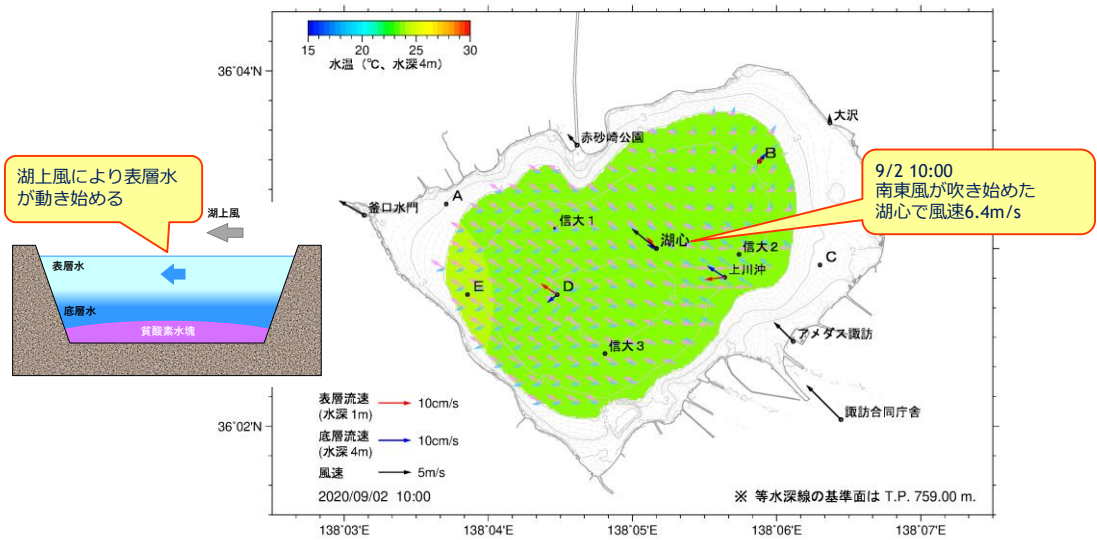 15
20
25
30
水温（℃、水深4m）
36°04'N
36°02'N
湖上風により表層水
が動き始める
湖上風
表層水
底層水
貧酸素水塊
9/2 10:00
南東風が吹き始めた
湖心で風速6.4m/s
大沢
赤砂崎公園
B
A
釜口水門
信大１
湖心
信大２
C
上川沖
E
D
アメダス諏訪
信大３
諏訪合同庁舎
表層流速
(水深1m)
10cm/s
底層流速
(水深4m)
10cm/s
風速
5m/s
2020/09/02 10:00
※ 等水深線の基準面は T.P. 759.00 m.
3
138°03'E
138°04'E
138°05'E
138°06'E
138°07'E